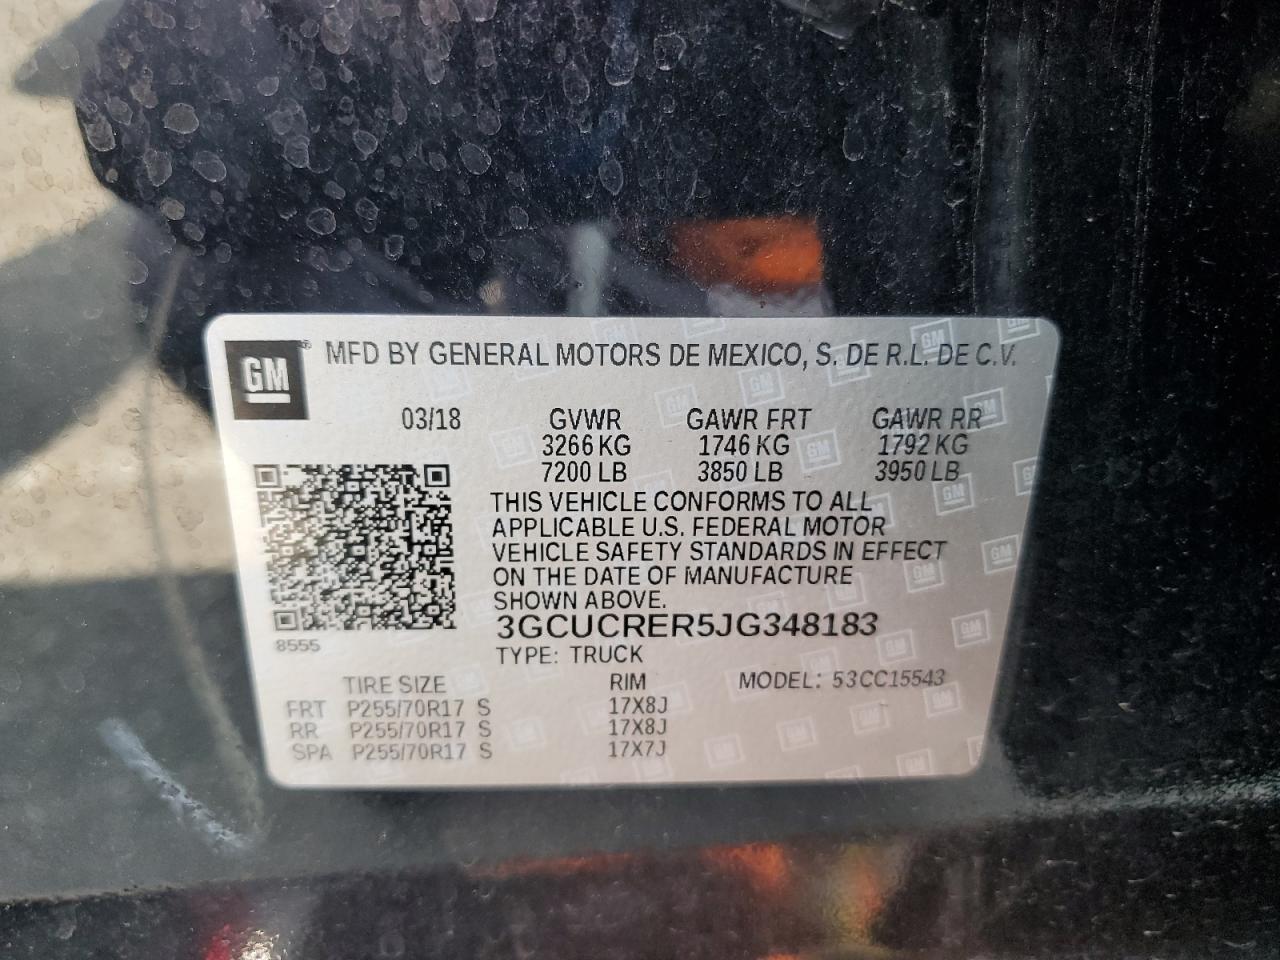 GM® MFD BY GENERAL MOTORS DE MEXICO, S. DE R.L. DE C.V.
03/18 GVWR GAWR FRT GAWR RR
3266 KG 1746 KG 1792 KG
7200 LB 3850 LB 3950 LB
THIS VEHICLE CONFORMS TO ALL
APPLICABLE U.S. FEDERAL MOTOR
VEHICLE SAFETY STANDARDS IN EFFECT
ON THE DATE OF MANUFACTURE
SHOWN ABOVE.
3GCUCRER5JG348183
8555 TYPE: TRUCK
TIRE SIZE RIM MODEL: 53CC15543
FRT P255/70R17 S 17X8J
RR P255/70R17 S 17X8J
SPA P255/70R17 S 17X7J